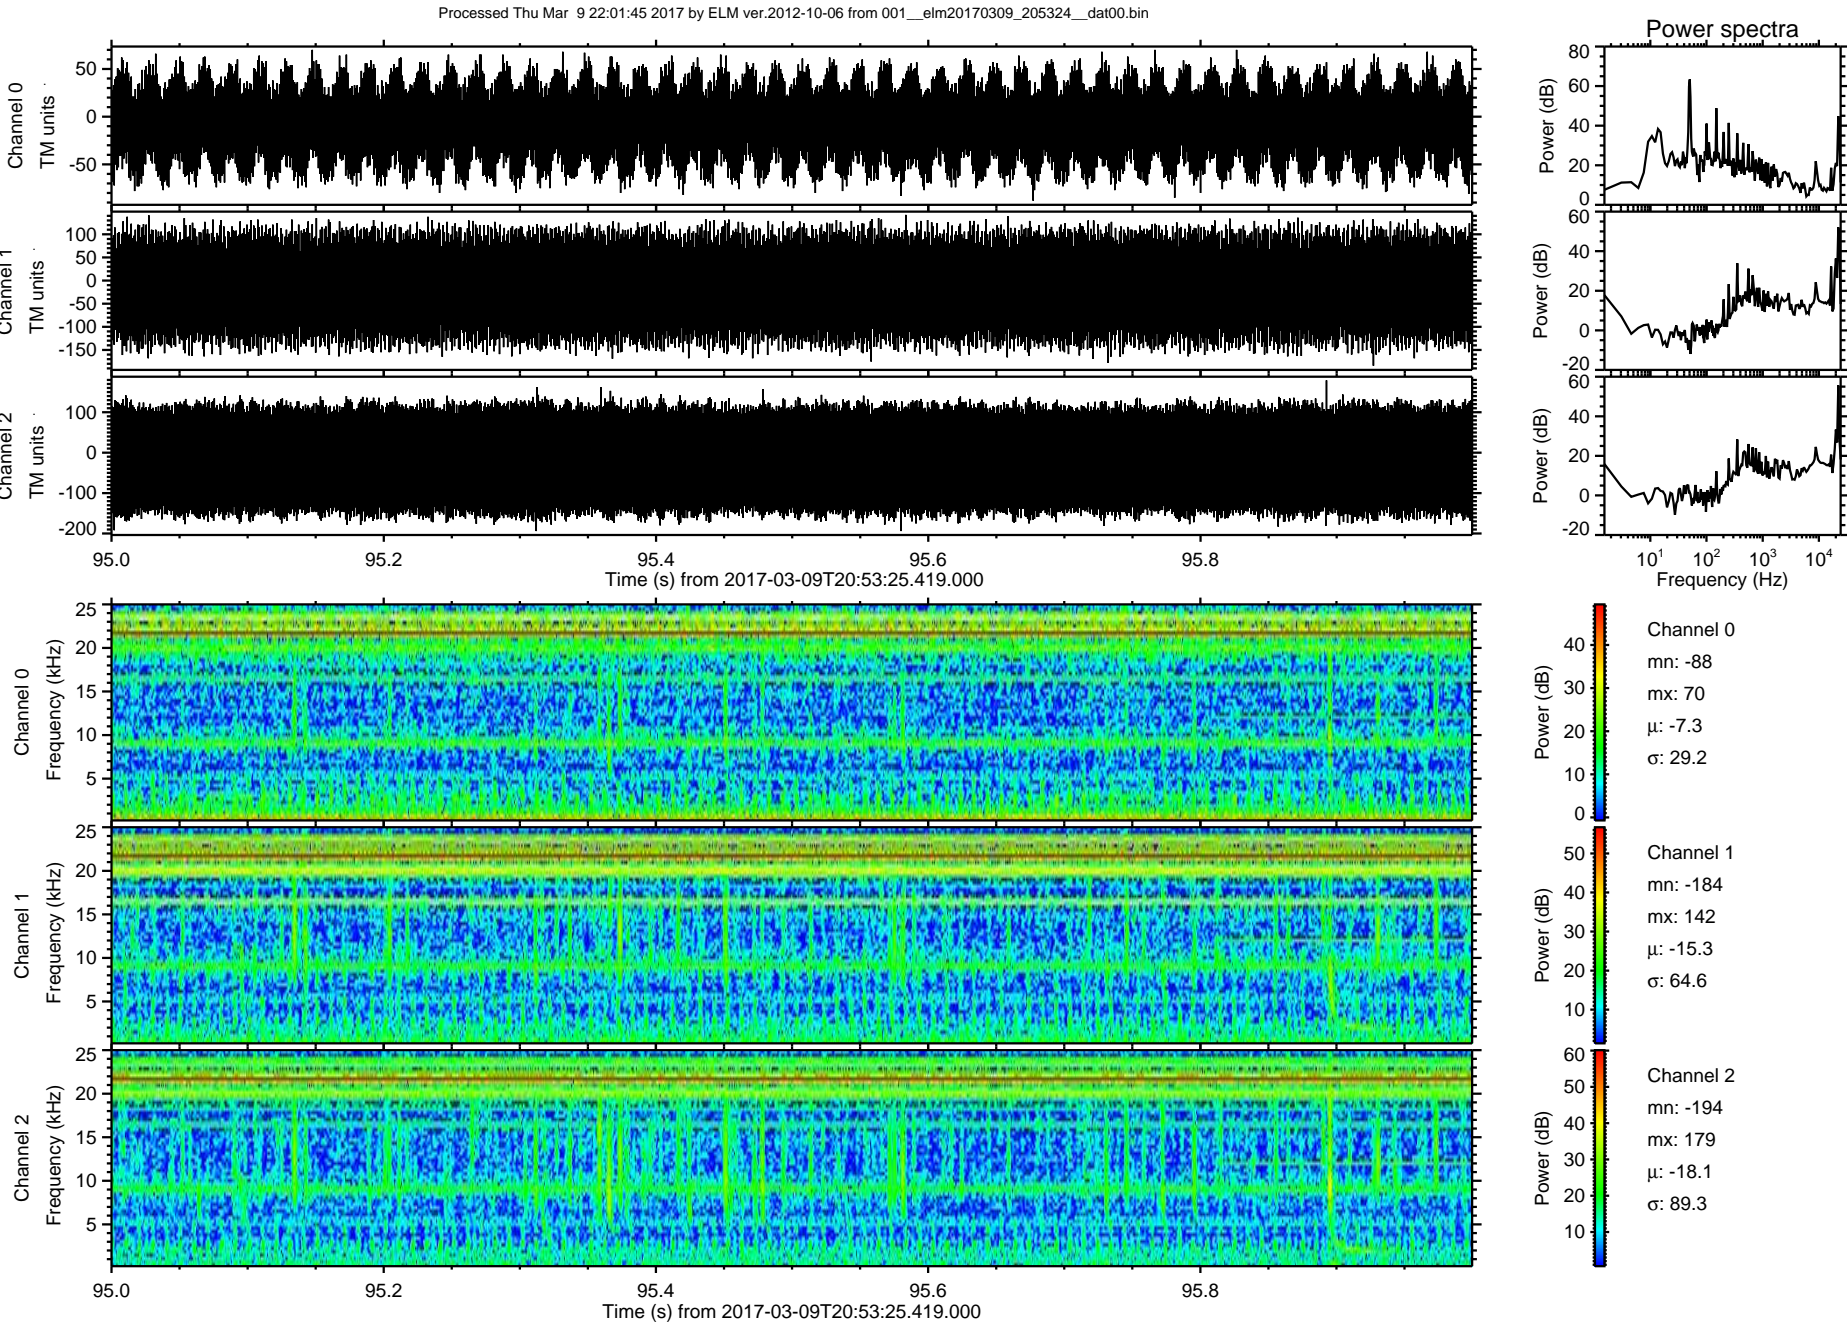 Processed Thu Mar 9 22:01:45 2017 by ELM ver.2012-10-06 from 001__elm20170309_205324__dat00.bin
Power spectra
Channel 0
TM units
50
0
-50
Power (dB)
80
60
40
20
0
Channel 1
TM units
100
50
0
-50
-100
-150
Power (dB)
60
40
20
0
-20
Channel 2
TM units
100
0
-100
-200
Power (dB)
60
40
20
0
-20
95.0 95.2 95.4 95.6 95.8
Time (s) from 2017-03-09T20:53:25.419.000
10^1 10^2 10^3 10^4
Frequency (Hz)
Channel 0
Frequency (kHz)
25
20
15
10
5
Power (dB)
40
30
20
10
0
Channel 0
mn: -88
mx: 70
μ: -7.3
σ: 29.2
Channel 1
Frequency (kHz)
25
20
15
10
5
Power (dB)
50
40
30
20
10
Channel 1
mn: -184
mx: 142
μ: -15.3
σ: 64.6
Channel 2
Frequency (kHz)
25
20
15
10
5
Power (dB)
60
50
40
30
20
10
Channel 2
mn: -194
mx: 179
μ: -18.1
σ: 89.3
95.0 95.2 95.4 95.6 95.8
Time (s) from 2017-03-09T20:53:25.419.000